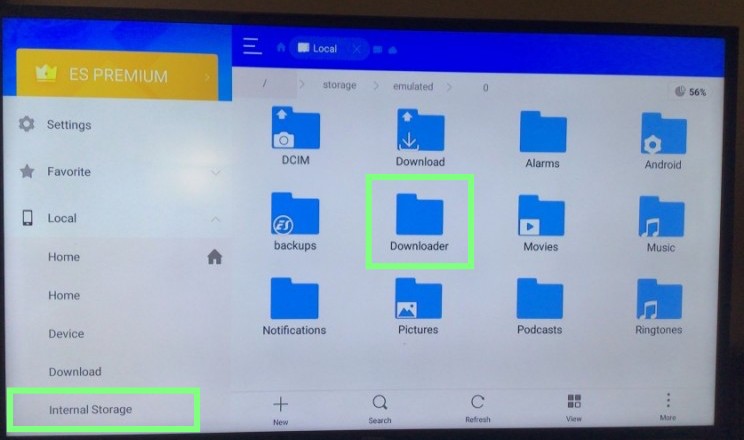 ES PREMIUM
Settings
Favorite
Local
Home
Home
Device
Download
Internal Storage
Local
/ > storage > emulated > 0
56%
DCIM
Download
Alarms
Android
backups
Downloader
Movies
Music
Notifications
Pictures
Podcasts
Ringtones
New
Search
Refresh
View
More